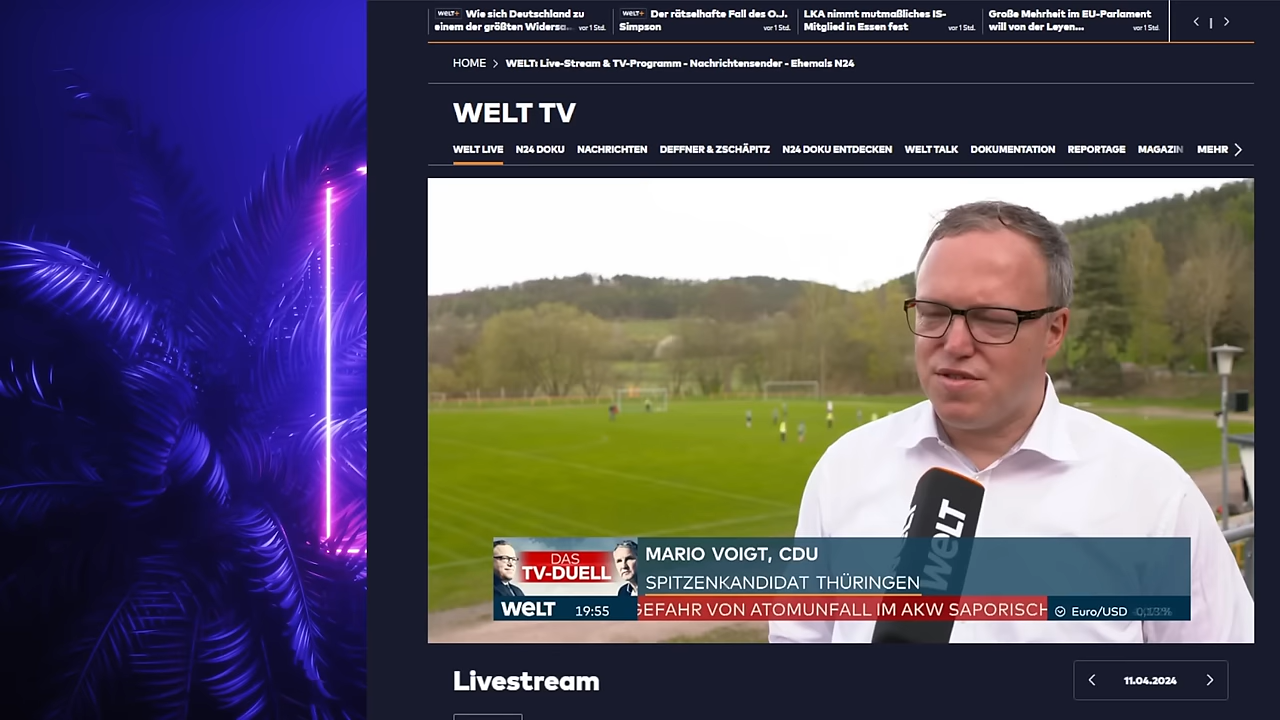 WELT+ Wie sich Deutschland zu
einem der größten Widersa... vor 1 Std.
WELT+ Der rätselhafte Fall des O.J.
Simpson vor 1 Std.
LKA nimmt mutmaßliches IS-
Mitglied in Essen fest vor 1 Std.
Große Mehrheit im EU-Parlament
will von der Leyen... vor 1 Std.
HOME > WELT: Live-Stream & TV-Programm - Nachrichtensender - Ehemals N24
WELT TV
WELT LIVE N24 DOKU NACHRICHTEN DEFFNER & ZSCHÄPITZ N24 DOKU ENTDECKEN WELT TALK DOKUMENTATION REPORTAGE MAGAZIN MEHR
WELT
DAS
TV-DUELL
MARIO VOIGT, CDU
SPITZENKANDIDAT THÜRINGEN
WELT 19:55
GEFAHR VON ATOMUNFALL IM AKW SAPORISCH
Euro/USD
Livestream
11.04.2024